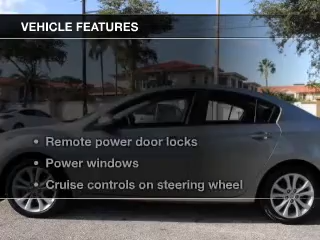 VEHICLE FEATURES
• Remote power door locks
• Power windows
• Cruise controls on steering wheel